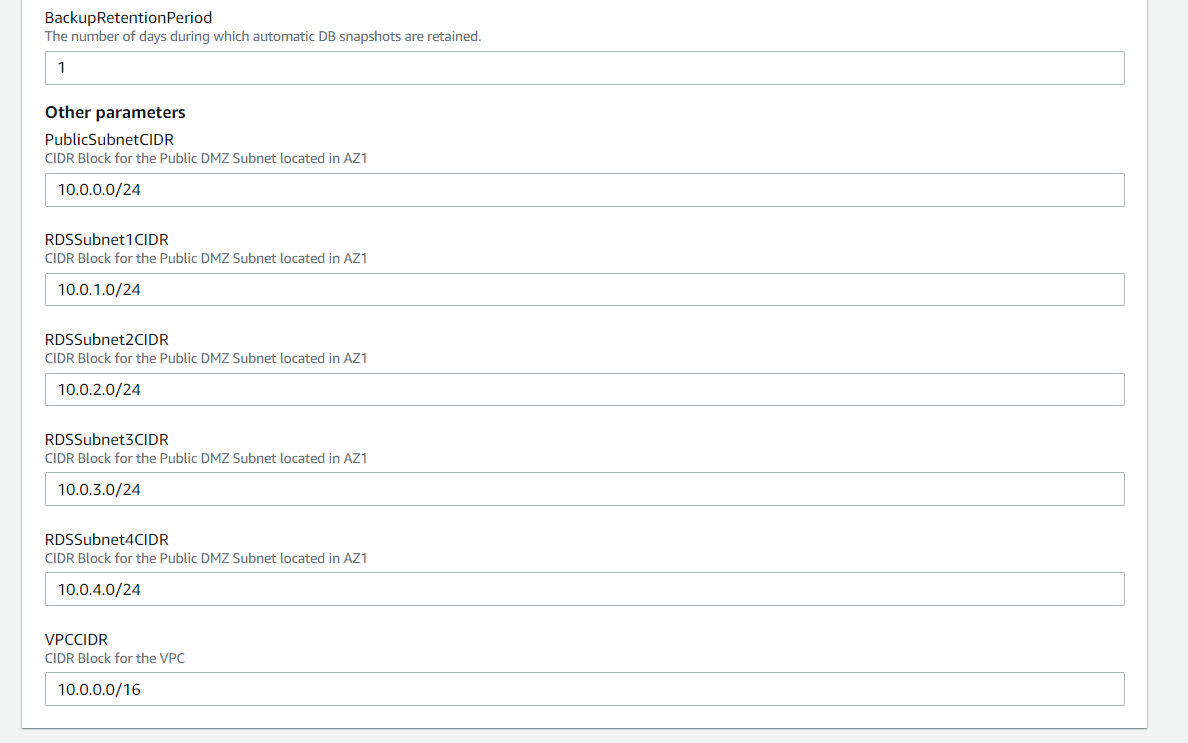 BackupRetentionPeriod
The number of days during which automatic DB snapshots are retained.
1
Other parameters
PublicSubnetCIDR
CIDR Block for the Public DMZ Subnet located in AZ1
10.0.0.0/24
RDSSubnet1CIDR
CIDR Block for the Public DMZ Subnet located in AZ1
10.0.1.0/24
RDSSubnet2CIDR
CIDR Block for the Public DMZ Subnet located in AZ1
10.0.2.0/24
RDSSubnet3CIDR
CIDR Block for the Public DMZ Subnet located in AZ1
10.0.3.0/24
RDSSubnet4CIDR
CIDR Block for the Public DMZ Subnet located in AZ1
10.0.4.0/24
VPCCIDR
CIDR Block for the VPC
10.0.0.0/16